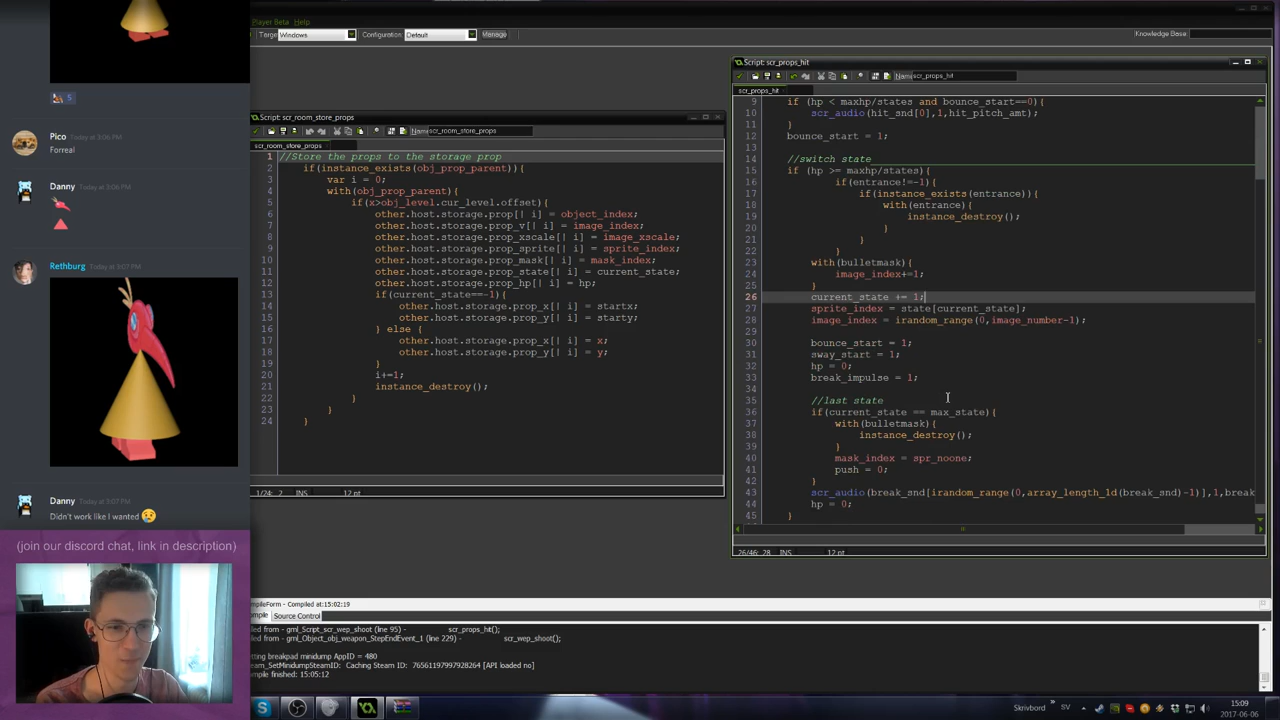 Player Beta Help
Target Windows Configuration: Default Manage Knowledge Base:
5
Pico Today at 3:06 PM
Forreal
Danny Today at 3:06 PM
Rethburg Today at 3:07 PM
Danny Today at 3:07 PM
Didn't work like I wanted
(join our discord chat, link in description)
Script: scr_room_store_props
Name: scr_room_store_props
scr_room_store_props
1 //Store the props to the storage prop
2 if(instance_exists(obj_prop_parent)){
3 var i = 0;
4 with(obj_prop_parent){
5 if(x>obj_level.cur_level.offset){
6 other.host.storage.prop[| i] = object_index;
7 other.host.storage.prop_v[| i] = image_index;
8 other.host.storage.prop_xscale[| i] = image_xscale;
9 other.host.storage.prop_sprite[| i] = sprite_index;
10 other.host.storage.prop_mask[| i] = mask_index;
11 other.host.storage.prop_state[| i] = current_state;
12 other.host.storage.prop_hp[| i] = hp;
13 if(current_state==-1){
14 other.host.storage.prop_x[| i] = startx;
15 other.host.storage.prop_y[| i] = starty;
16 } else {
17 other.host.storage.prop_x[| i] = x;
18 other.host.storage.prop_y[| i] = y;
19 }
20 i+=1;
21 instance_destroy();
22 }
23 }
24 }
1/24: 2 INS 12 pt
Script: scr_props_hit
Name: scr_props_hit
scr_props_hit
9 if (hp < maxhp/states and bounce_start==0){
10 scr_audio(hit_snd[0],1,hit_pitch_amt);
11 }
12 bounce_start = 1;
13
14 //switch state
15 if (hp >= maxhp/states){
16 if(entrance!=-1){
17 if(instance_exists(entrance)){
18 with(entrance){
19 instance_destroy();
20 }
21 }
22 }
23 with(bulletmask){
24 image_index+=1;
25 }
26 current_state += 1;
27 sprite_index = state[current_state];
28 image_index = irandom_range(0,image_number-1);
29
30 bounce_start = 1;
31 sway_start = 1;
32 hp = 0;
33 break_impulse = 1;
34
35 //last state
36 if(current_state == max_state){
37 with(bulletmask){
38 instance_destroy();
39 }
40 mask_index = spr_noone;
41 push = 0;
42 }
43 scr_audio(break_snd[irandom_range(0,array_length_1d(break_snd)-1)],1,break
44 hp = 0;
45 }
26/46: 28 INS 12 pt
CompileForm - Compiled at:15:02:19
Source Control
led from - gml_Script_scr_wep_shoot (line 95) - scr_props_hit();
led from - gml_Object_obj_weapon_StepEndEvent_1 (line 229) - scr_wep_shoot();
tting breakpad minidump AppID = 480
eam_SetMinidumpSteamID: Caching Steam ID: 76561197997928264 [API loaded no]
mpile finished: 15:05:12
Skrivbord SV 15:09
2017-06-06